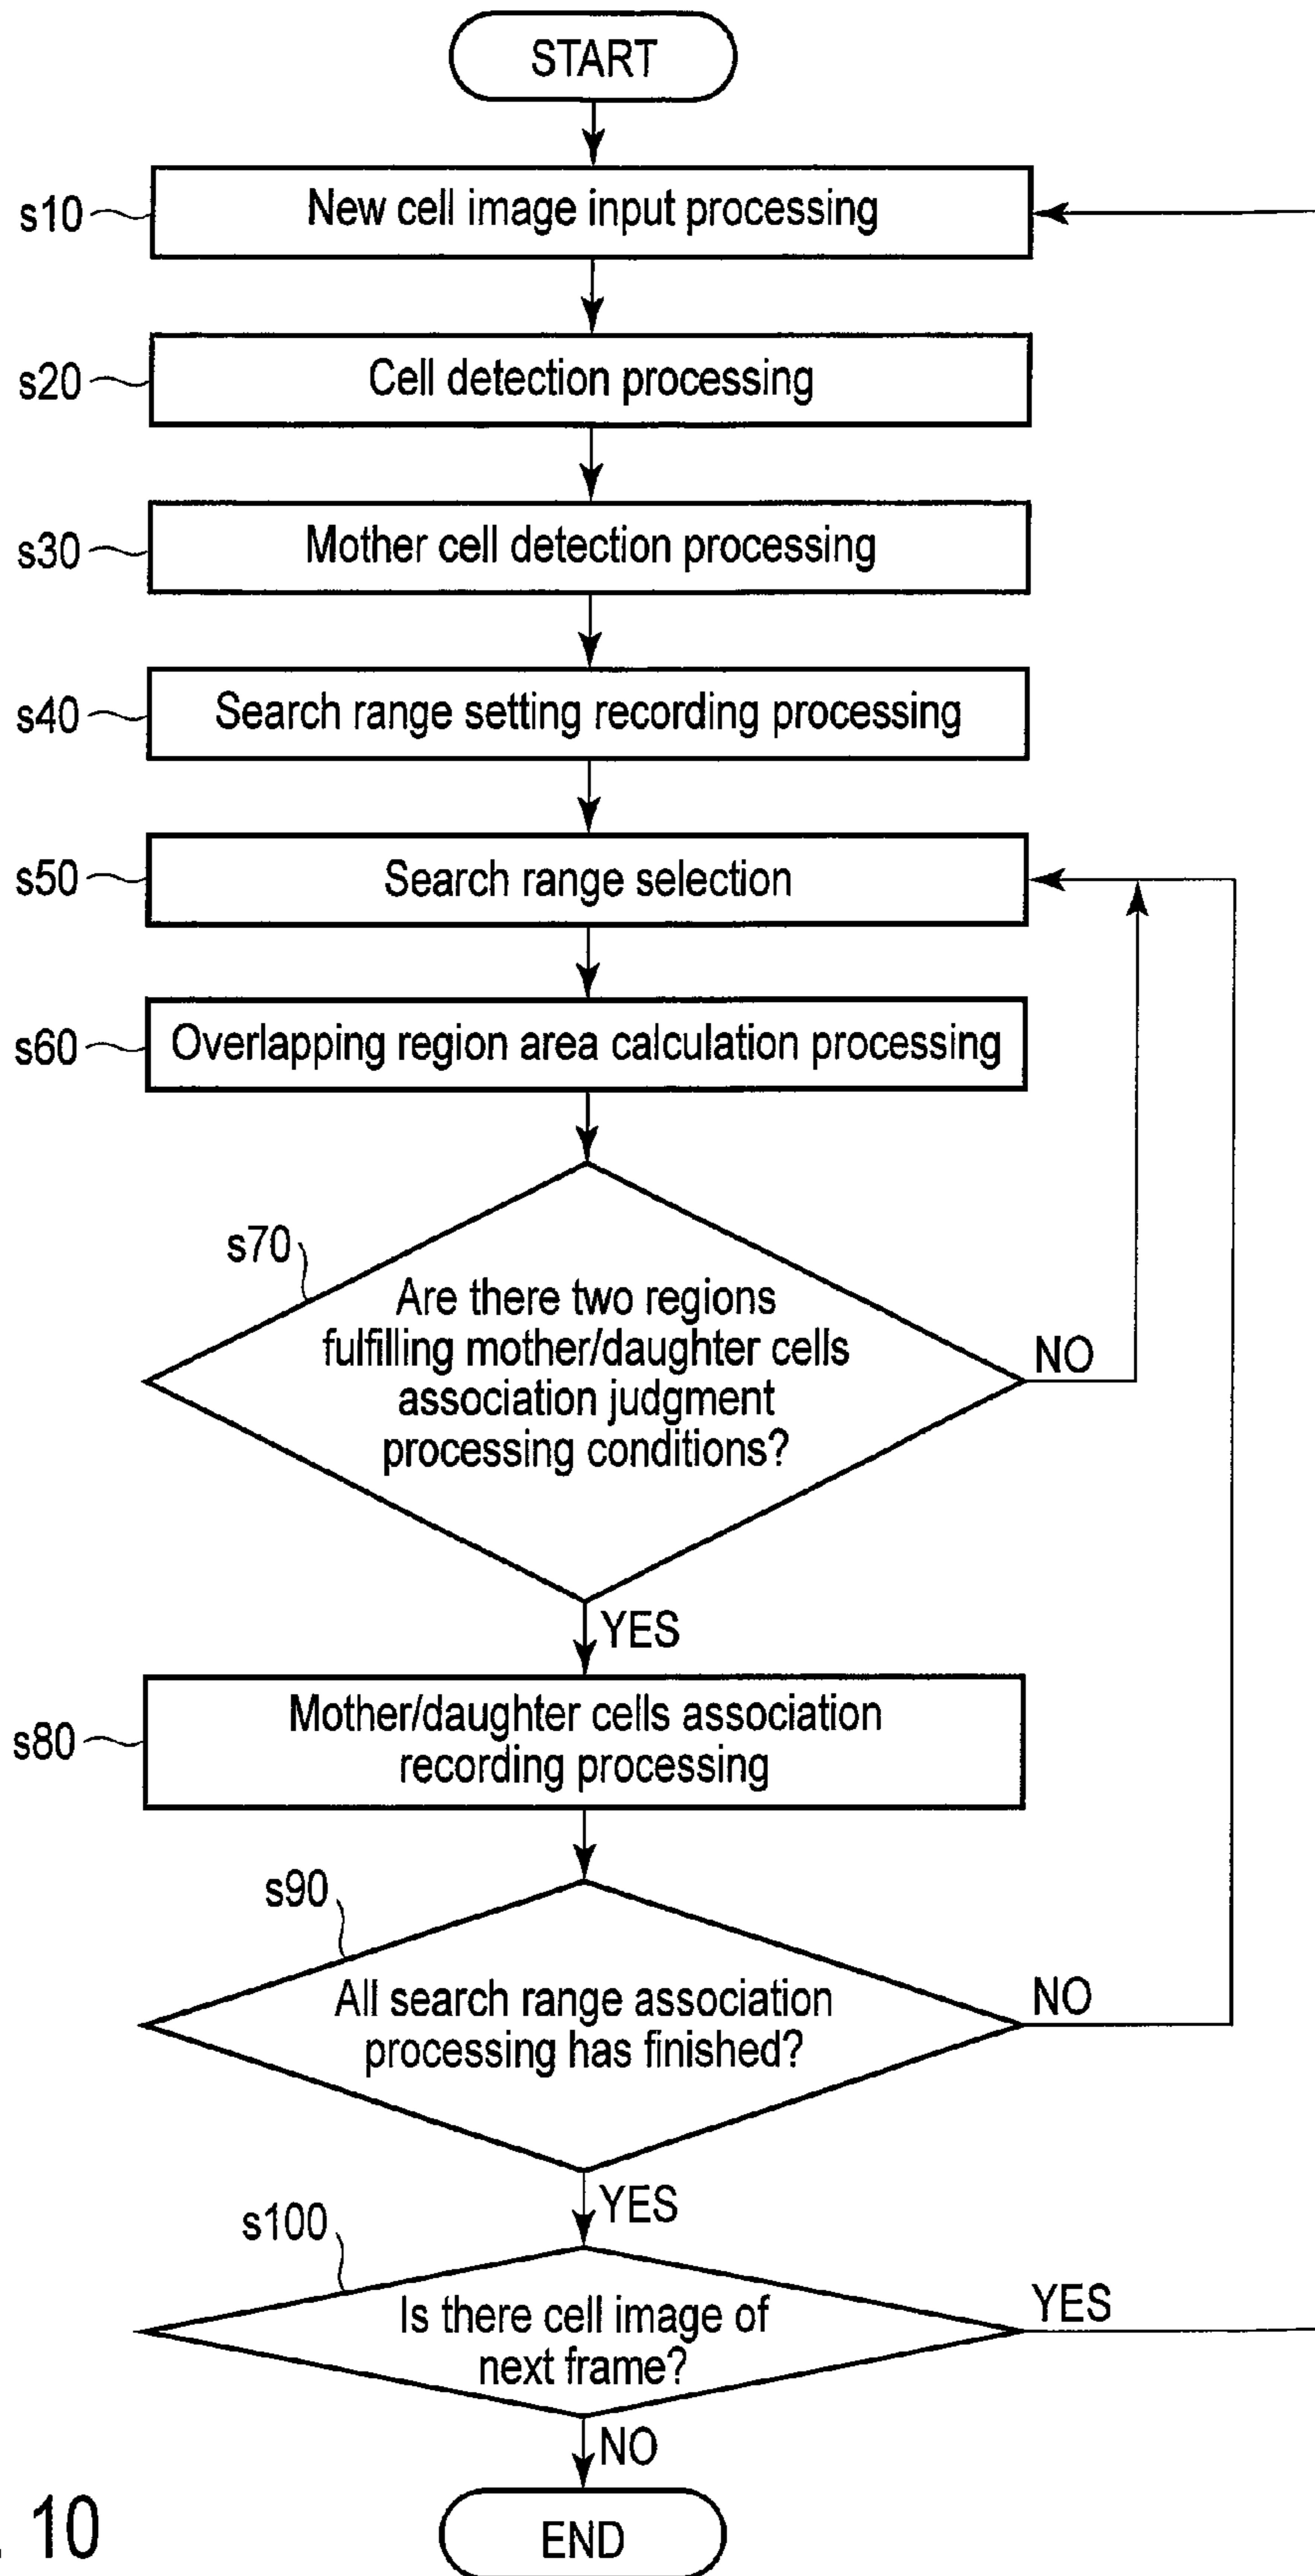 START
s10
New cell image input processing
s20
Cell detection processing
s30
Mother cell detection processing
s40
Search range setting recording processing
s50
Search range selection
s60
Overlapping region area calculation processing
s70
Are there two regions
fulfilling mother/daughter cells
association judgment
processing conditions?
NO
YES
s80
Mother/daughter cells association
recording processing
s90
All search range association
processing has finished?
NO
YES
s100
Is there cell image of
next frame?
YES
NO
END
. 10